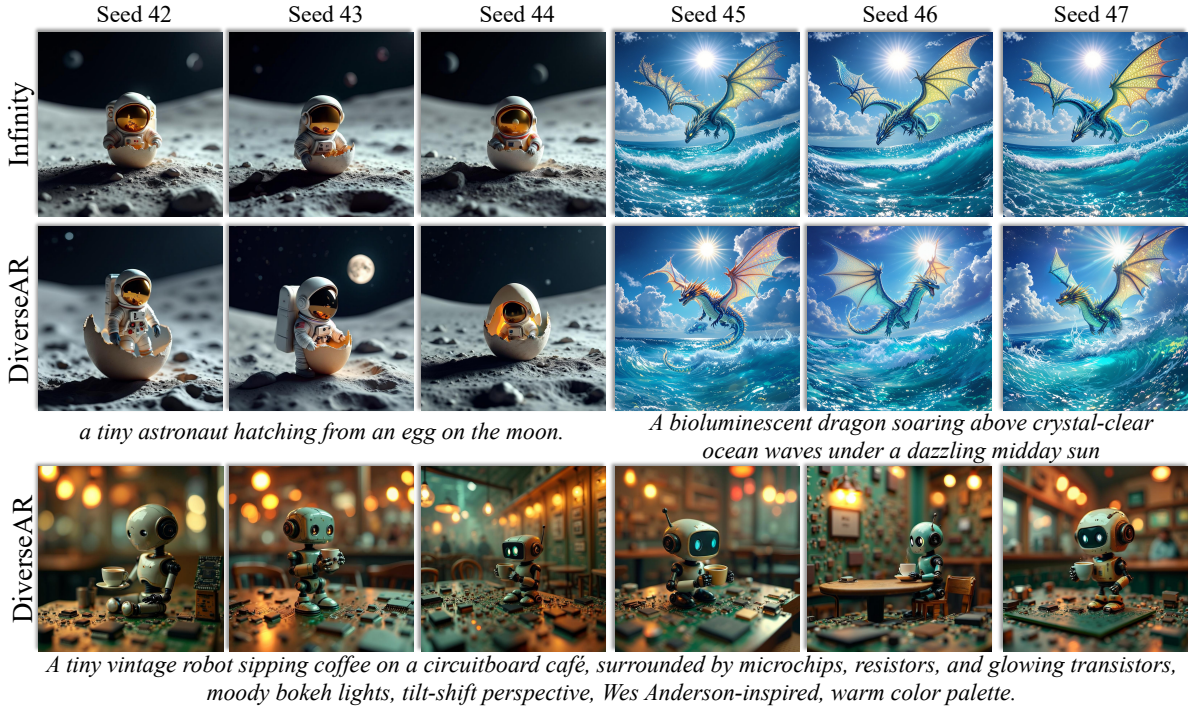 Seed 42 Seed 43 Seed 44 Seed 45 Seed 46 Seed 47
Infinity
DiverseAR
a tiny astronaut hatching from an egg on the moon.
A bioluminescent dragon soaring above crystal-clear
ocean waves under a dazzling midday sun
DiverseAR
A tiny vintage robot sipping coffee on a circuitboard café, surrounded by microchips, resistors, and glowing transistors,
moody bokeh lights, tilt-shift perspective, Wes Anderson-inspired, warm color palette.